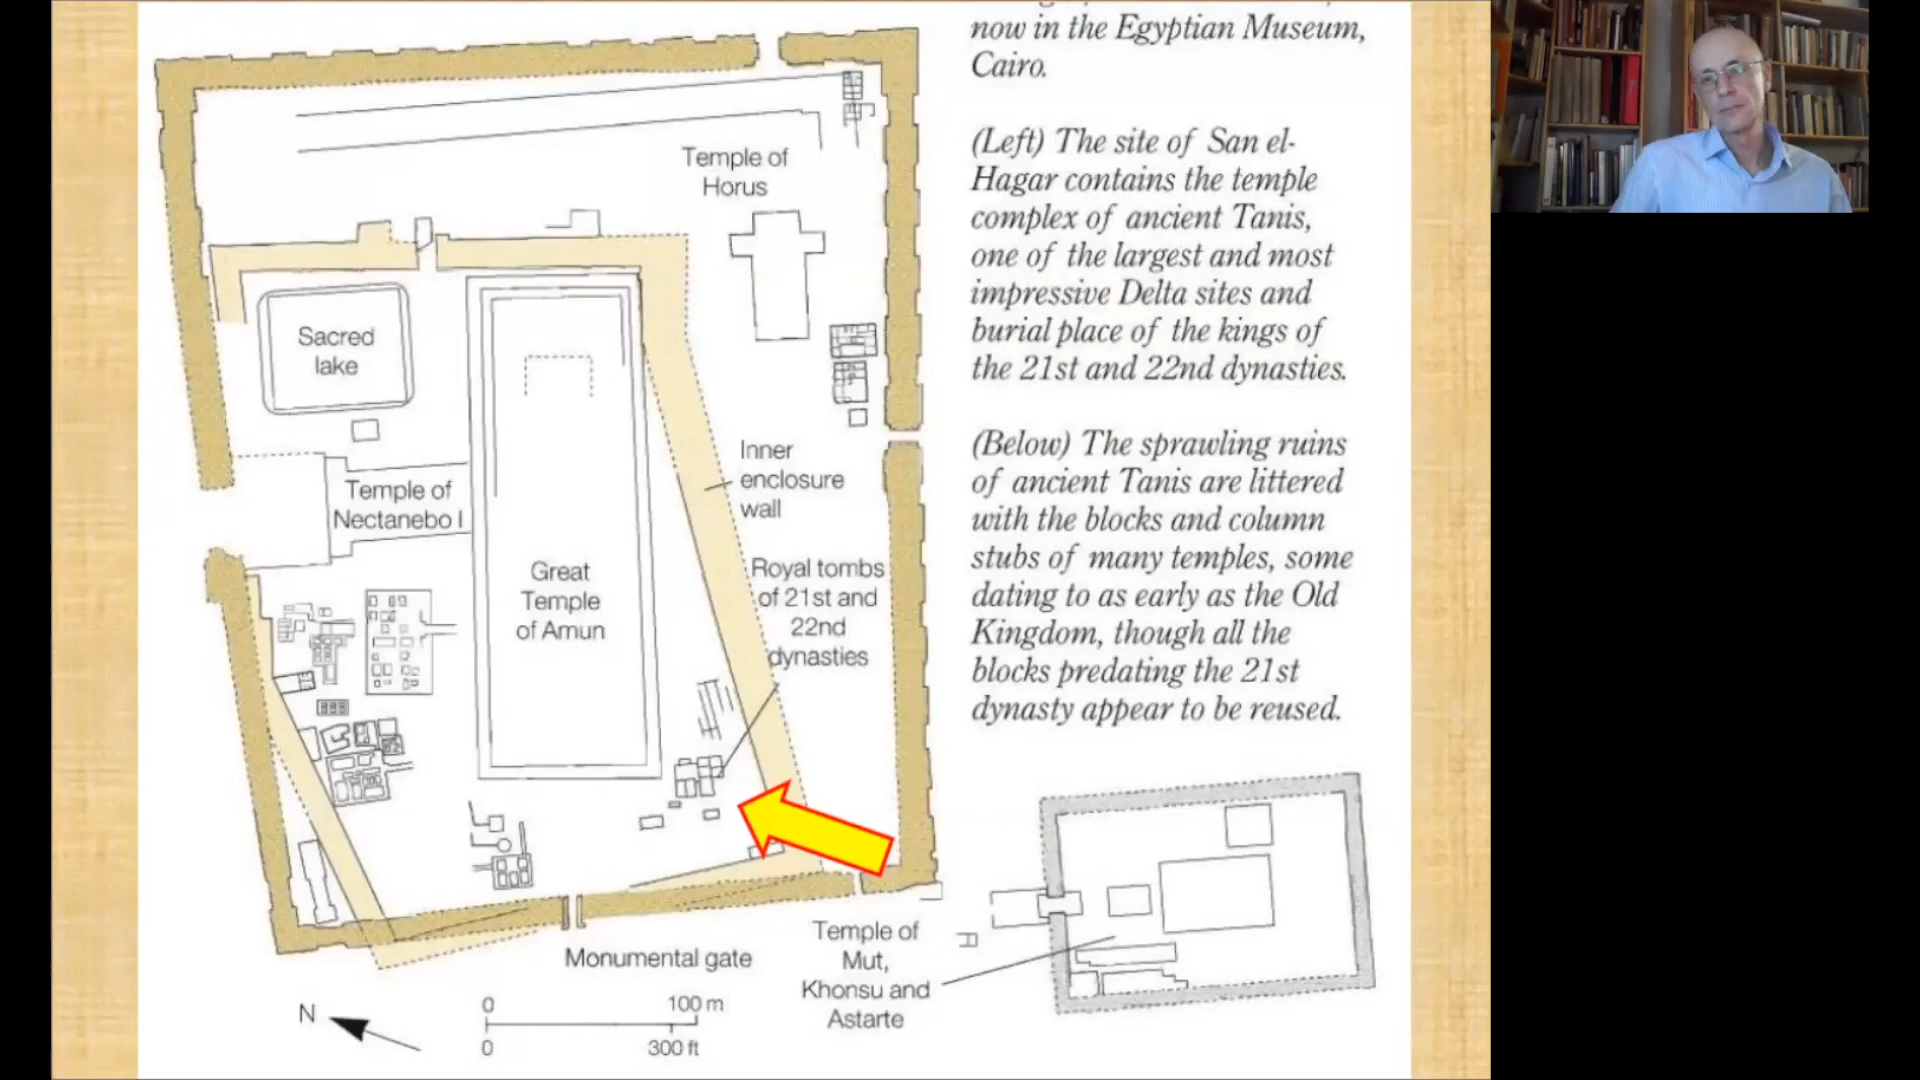 now in the Egyptian Museum,
Cairo.
(Left) The site of San el-
Hagar contains the temple
complex of ancient Tanis,
one of the largest and most
impressive Delta sites and
burial place of the kings of
the 21st and 22nd dynasties.
(Below) The sprawling ruins
of ancient Tanis are littered
with the blocks and column
stubs of many temples, some
dating to as early as the Old
Kingdom, though all the
blocks predating the 21st
dynasty appear to be reused.
Temple of
Horus
Sacred
lake
Inner
enclosure
wall
Temple of
Nectanebo I
Great
Temple
of Amun
Royal tombs
of 21st and
22nd
dynasties
Monumental gate
Temple of
Mut,
Khonsu and
Astarte
N
0 100 m
0 300 ft